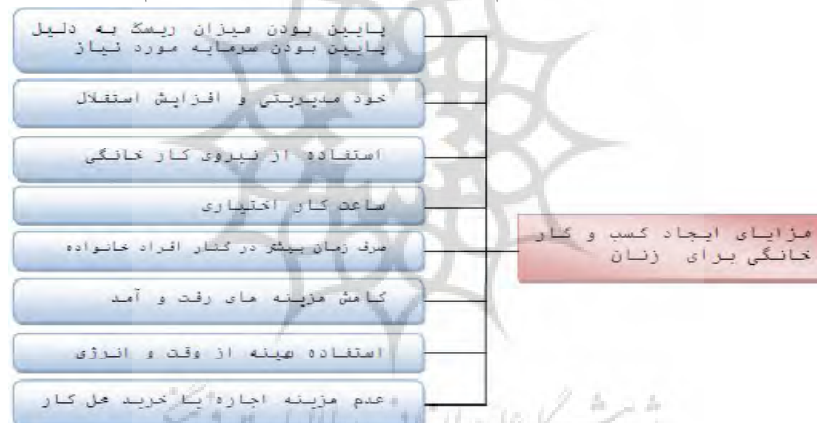 پایین بودن میزان ریسک به دلیل
پایین بودن سرمایه مورد نیاز
خود مدیریتی و افزایش استقلال
استفاده از نیروی کار خانگی
ساعت کار اختیاری
صرف زمان بیشتر در کنار افراد خانواده
کاهش هزینه های رفت و آمد
استفاده بهینه از وقت و انرژی
عدم هزینه اجاره یا خرید محل کار
مزایای ایجاد کسب و کار
خانگی برای زنان